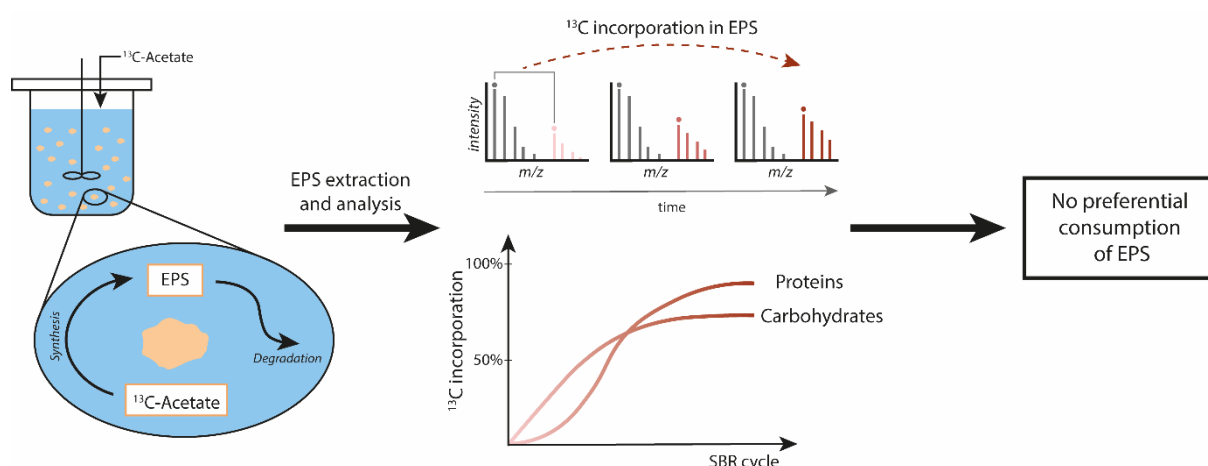 ¹³C-Acetate
EPS
Synthesis
Degradation
¹³C-Acetate
EPS extraction
and analysis
¹³C incorporation in EPS
intensity
m/z
m/z
m/z
time
¹³C incorporation
100%
50%
Proteins
Carbohydrates
SBR cycle
No preferential
consumption
of EPS